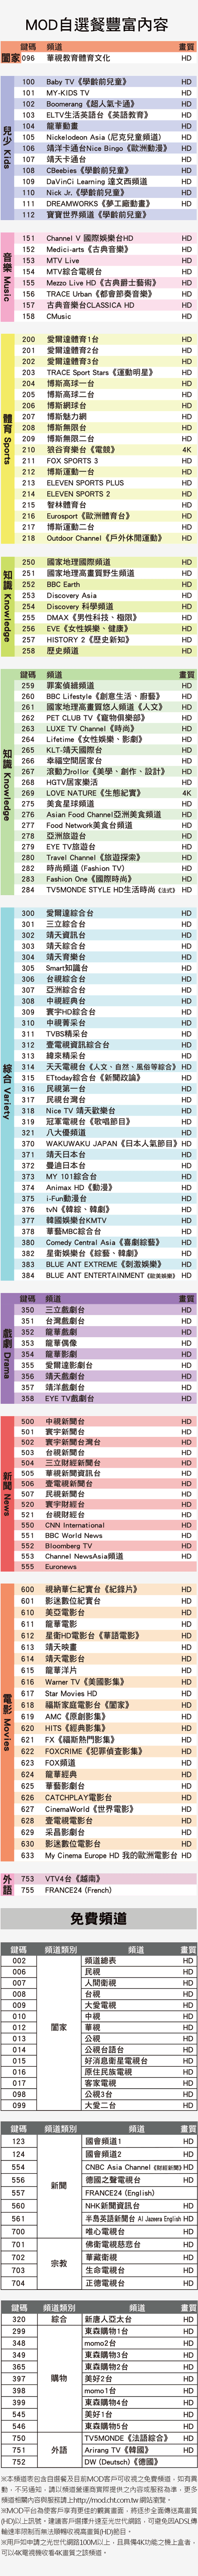 MOD自選餐豐富內容
鍵碼 頻道 畫質
闔家 096 華視教育體育文化 HD
兒少 Kids
100 Baby TV《學齡前兒童》 HD
101 MY-KIDS TV HD
102 Boomerang《超人氣卡通》 HD
103 ELTV生活英語台《英語教育》 HD
104 龍華動畫 HD
105 Nickelodeon Asia (尼克兒童頻道) HD
106 靖洋卡通台Nice Bingo《歐洲動漫》 HD
107 靖天卡通台 HD
108 CBeebies《學齡前兒童》 HD
109 DaVinCi Learning 達文西頻道 HD
110 Nick Jr.《學齡前兒童》 HD
111 DREAMWORKS《夢工廠動畫》 HD
112 寶寶世界頻道《學齡前兒童》
音樂 Music
151 Channel V 國際娛樂台HD HD
152 Medici-arts《古典音樂》 HD
153 MTV Live HD
154 MTV綜合電視台 HD
155 Mezzo Live HD《古典爵士藝術》 HD
156 TRACE Urban《都會節奏音樂》 HD
157 古典音樂台CLASSICA HD HD
158 CMusic HD
體育 Sports
200 愛爾達體育1台 HD
201 愛爾達體育2台 HD
202 愛爾達體育3台 HD
203 TRACE Sport Stars《運動明星》 HD
204 博斯高球一台 HD
205 博斯高球二台 HD
206 博斯網球台 HD
207 博斯魅力網 HD
208 博斯無限台 HD
209 博斯無限二台 HD
210 狼谷育樂台《電競》 4K
211 FOX SPORTS 3 HD
212 博斯運動一台 HD
213 ELEVEN SPORTS PLUS HD
214 ELEVEN SPORTS 2 HD
215 智林體育台 HD
216 Eurosport《歐洲體育台》 HD
217 博斯運動二台 HD
218 Outdoor Channel《戶外休閒運動》 HD
知識 Knowledge
250 國家地理國際頻道 HD
251 國家地理高畫質野生頻道 HD
252 BBC Earth HD
253 Discovery Asia HD
254 Discovery 科學頻道 HD
255 DMAX《男性科技、極限》 HD
256 EVE《女性娛樂、健康》 HD
257 HISTORY 2《歷史新知》 HD
258 歷史頻道 HD
鍵碼 頻道 畫質
知識 Knowledge
259 罪案偵緝頻道 HD
260 BBC Lifestyle《創意生活、廚藝》 HD
261 國家地理高畫質悠人頻道《人文》 HD
262 PET CLUB TV《寵物俱樂部》 HD
263 LUXE TV Channel《時尚》 HD
264 Lifetime《女性娛樂、影劇》 HD
265 KLT-靖天國際台 HD
266 幸福空間居家台 HD
267 滾動力rollor《美學、創作、設計》 HD
268 HGTV居家樂活 HD
269 LOVE NATURE《生態紀實》 4K
275 美食星球頻道 HD
276 Asian Food Channel亞洲美食頻道 HD
277 Food Network美食台頻道 HD
278 亞洲旅遊台 HD
279 EYE TV旅遊台 HD
280 Travel Channel《旅遊探索》 HD
282 時尚頻道 (Fashion TV) HD
283 Fashion One《國際時尚》 HD
284 TV5MONDE STYLE HD生活時尚《法式》 HD
綜合 Variety
300 愛爾達綜合台 HD
301 三立綜合台 HD
302 靖天資訊台 HD
303 靖天綜合台 HD
304 靖天育樂台 HD
305 Smart知識台 HD
306 台視綜合台 HD
307 亞洲綜合台 HD
308 中視經典台 HD
309 寰宇HD綜合台 HD
310 中視菁采台 HD
311 TVBS精采台 HD
312 壹電視資訊綜合台 HD
313 緯來精采台 HD
314 天天電視台《人文、自然、風俗等綜合》 HD
315 ETtoday綜合台《新聞政論》 HD
316 民視第一台 HD
317 民視台灣台 HD
318 Nice TV 靖天歡樂台 HD
319 冠軍電視台《歌唱節目》 HD
321 八大優頻道 HD
370 WAKUWAKU JAPAN《日本人氣節目》 HD
371 靖天日本台 HD
372 曼迪日本台 HD
373 MY 101綜合台 HD
374 Animax HD《動漫》 HD
375 i-Fun動漫台 HD
376 tvN《韓綜、韓劇》 HD
377 韓國娛樂台KMTV HD
378 華藝MBC綜合台 HD
380 Comedy Central Asia《喜劇綜藝》 HD
382 星衛娛樂台《綜藝、韓劇》 HD
383 BLUE ANT EXTREME《刺激娛樂》 HD
384 BLUE ANT ENTERTAINMENT《歐美娛樂》 HD
鍵碼 頻道 畫質
戲劇 Drama
350 三立戲劇台 HD
351 台灣戲劇台 HD
352 龍華戲劇 HD
353 龍華偶像 HD
354 龍華影劇 HD
355 愛爾達影劇台 HD
356 靖天戲劇台 HD
357 靖洋戲劇台 HD
358 EYE TV戲劇台 HD
新聞 News
500 中視新聞台 HD
501 寰宇新聞台 HD
502 寰宇新聞台灣台 HD
503 台視新聞台 HD
504 三立財經新聞台 HD
505 華視新聞資訊台 HD
506 壹電視新聞台 HD
507 民視新聞台 HD
520 寰宇財經台 HD
521 台視財經台 HD
550 CNN International HD
551 BBC World News HD
552 Bloomberg TV HD
553 Channel NewsAsia頻道 HD
555 Euronews
電影 Movies
600 視納華仁紀實台《紀錄片》 HD
601 影迷數位紀實台 HD
610 美亞電影台 HD
611 龍華電影 HD
612 星衛HD電影台《華語電影》 HD
613 靖天映畫 HD
614 靖天電影台 HD
615 龍華洋片 HD
616 Warner TV《美國影集》 HD
617 Star Movies HD HD
618 福斯家庭電影台《闔家》 HD
619 AMC《原創影集》 HD
620 HITS《經典影集》 HD
621 FX《福斯熱門影集》 HD
622 FOXCRIME《犯罪偵查影集》 HD
623 FOX頻道 HD
624 龍華經典 HD
625 華藝影劇台 HD
626 CATCHPLAY電影台 HD
627 CinemaWorld《世界電影》 HD
628 壹電視電影台 HD
629 采昌影劇台 HD
630 影迷數位電影台 HD
633 My Cinema Europe HD 我的歐洲電影台 HD
外語
753 VTV4台《越南》 HD
755 FRANCE24 (French) HD
免費頻道
鍵碼 頻道類別 頻道 畫質
002 頻道總表 HD
006 民視 HD
007 人間衛視 HD
008 台視 HD
009 大愛電視 HD
010 中視 HD
012 闔家 華視 HD
013 公視 HD
014 公視台語台 HD
015 好消息衛星電視台 HD
016 原住民族電視 HD
017 客家電視 HD
098 公視3台 HD
099 大愛二台 HD
鍵碼 頻道類別 頻道 畫質
123 國會頻道1 HD
124 國會頻道2 HD
554 CNBC Asia Channel《財經新聞》 HD
556 新聞 德國之聲電視台 HD
557 FRANCE24 (English) HD
560 NHK新聞資訊台 HD
561 半島英語新聞台 Al Jazeera English HD
700 唯心電視台 HD
701 佛衛電視慈悲台 HD
702 宗教 華藏衛視 HD
703 生命電視台 HD
704 正德電視台 HD
鍵碼 頻道類別 頻道 畫質
320 綜合 新唐人亞太台 HD
299 東森購物1台 HD
348 momo2台 HD
349 東森購物3台 HD
365 東森購物2台 HD
397 購物 美好2台 HD
398 momo1台 HD
399 東森購物4台 HD
545 美好1台 HD
546 東森購物5台 HD
750 TV5MONDE《法語綜合》 HD
751 外語 Arirang TV《韓國》 HD
752 DW (Deutsch)《德國》
※本頻道表包含自選餐及目前MOD客戶可收視之免費頻道，如有異動，不另通知，請以頻道營運商實際提供之內容或服務為準，更多頻道相關內容與服務請上http://mod.cht.com.tw網站瀏覽。
※MOD平台為使客戶享有更佳的觀賞畫面，將逐步全面傳送高畫質(HD)以上訊號。建議客戶選擇升速至光世代網路，可避免因ADSL傳輸速率限制而無法順暢收視高畫質(HD)節目。
※用戶如申請之光世代網路100M以上，且具備4K功能之機上盒者，可以4K電視機收看4K畫質之該頻道。